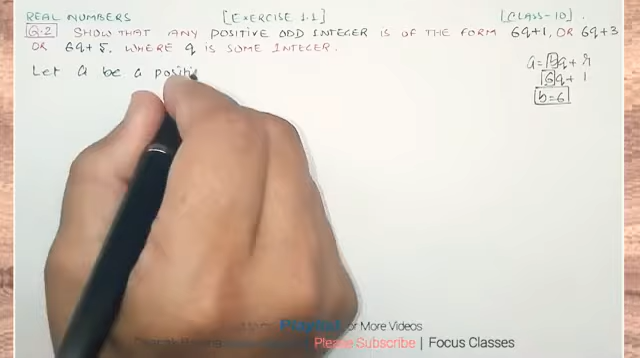 REAL NUMBERS [EXERCISE 1.1] [CLASS-10]
Q.2 SHOW THAT ANY POSITIVE ODD INTEGER IS OF THE FORM 6q+1, OR 6q+3
OR 6q+5, WHERE q IS SOME INTEGER.
a=bq+r
6q+1
b=6
Let a be a positi
Playlist for More Videos
Please Subscribe | Focus Classes